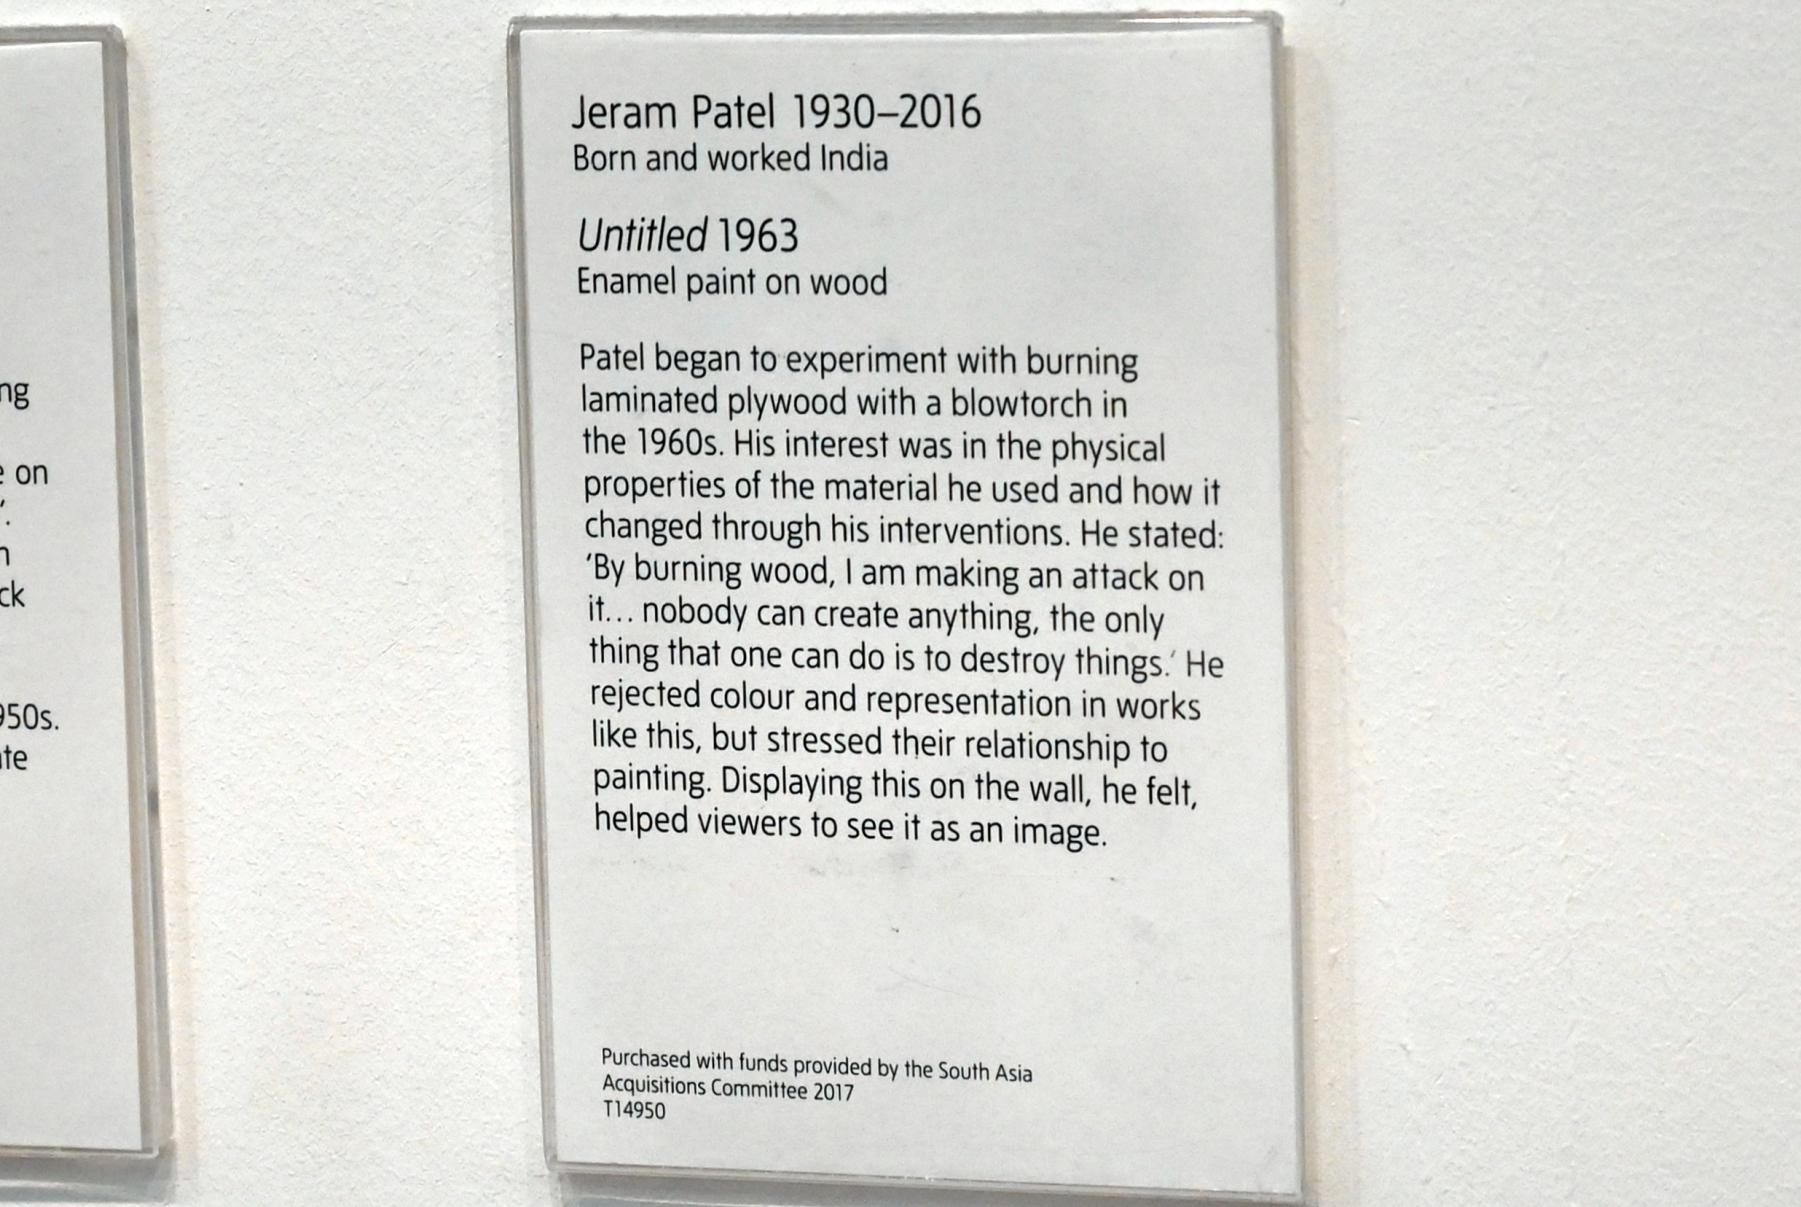 ng
on
ck
950s.
Jeram Patel 1930–2016
Born and worked India
Untitled 1963
Enamel paint on wood
Patel began to experiment with burning
laminated plywood with a blowtorch in
the 1960s. His interest was in the physical
properties of the material he used and how it
changed through his interventions. He stated:
‘By burning wood, I am making an attack on
it… nobody can create anything, the only
thing that one can do is to destroy things.’ He
rejected colour and representation in works
like this, but stressed their relationship to
painting. Displaying this on the wall, he felt,
helped viewers to see it as an image.
Purchased with funds provided by the South Asia
Acquisitions Committee 2017
T14950